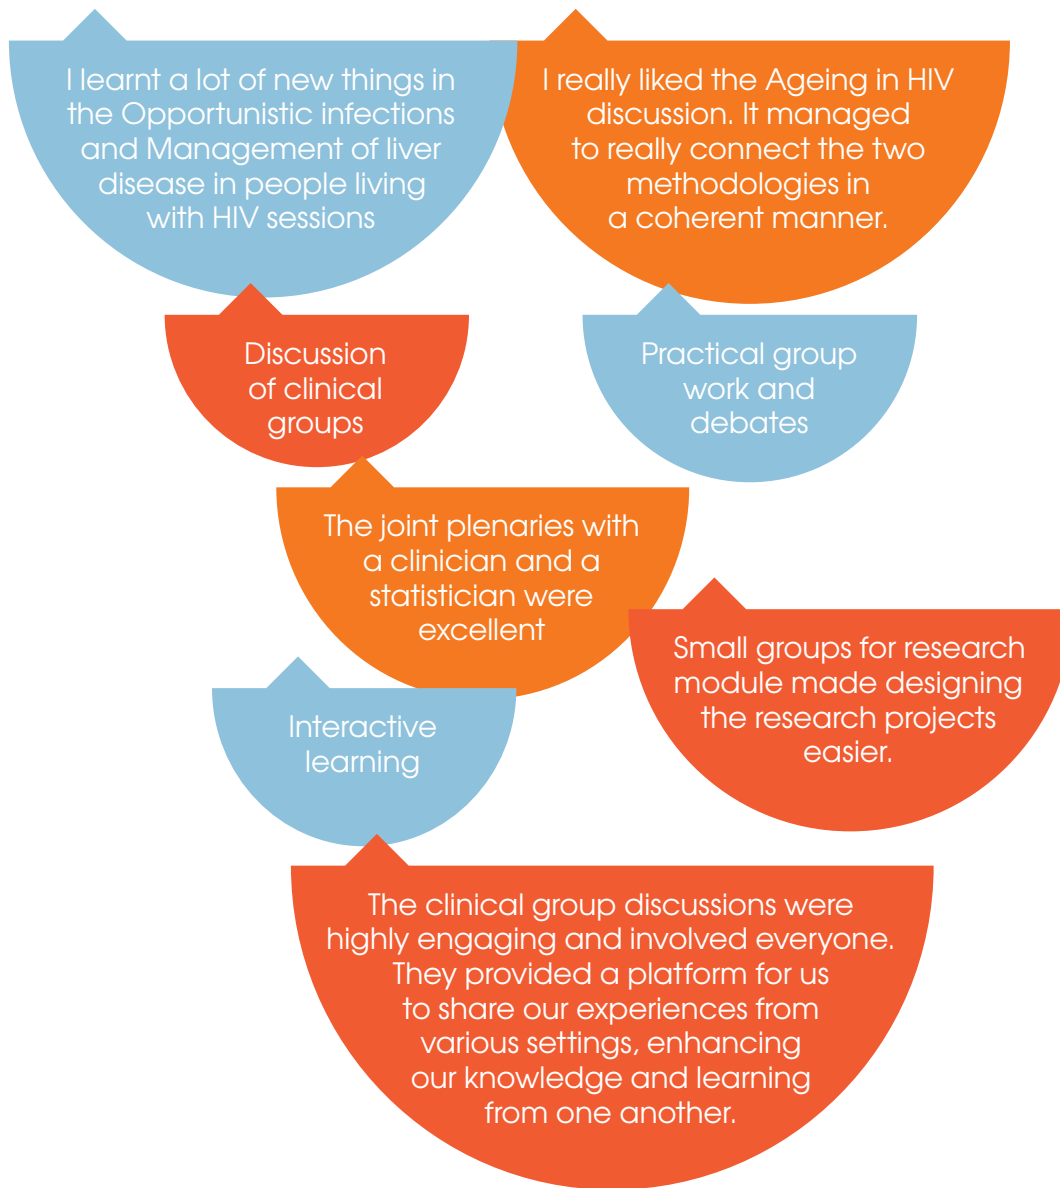 I learnt a lot of new things in
the Opportunistic infections
and Management of liver
disease in people living
with HIV sessions
I really liked the Ageing in HIV
discussion. It managed
to really connect the two
methodologies in
a coherent manner.
Discussion
of clinical
groups
Practical group
work and
debates
The joint plenaries with
a clinician and a
statistician were
excellent
Small groups for research
module made designing
the research projects
easier.
Interactive
learning
The clinical group discussions were
highly engaging and involved everyone.
They provided a platform for us
to share our experiences from
various settings, enhancing
our knowledge and learning
from one another.